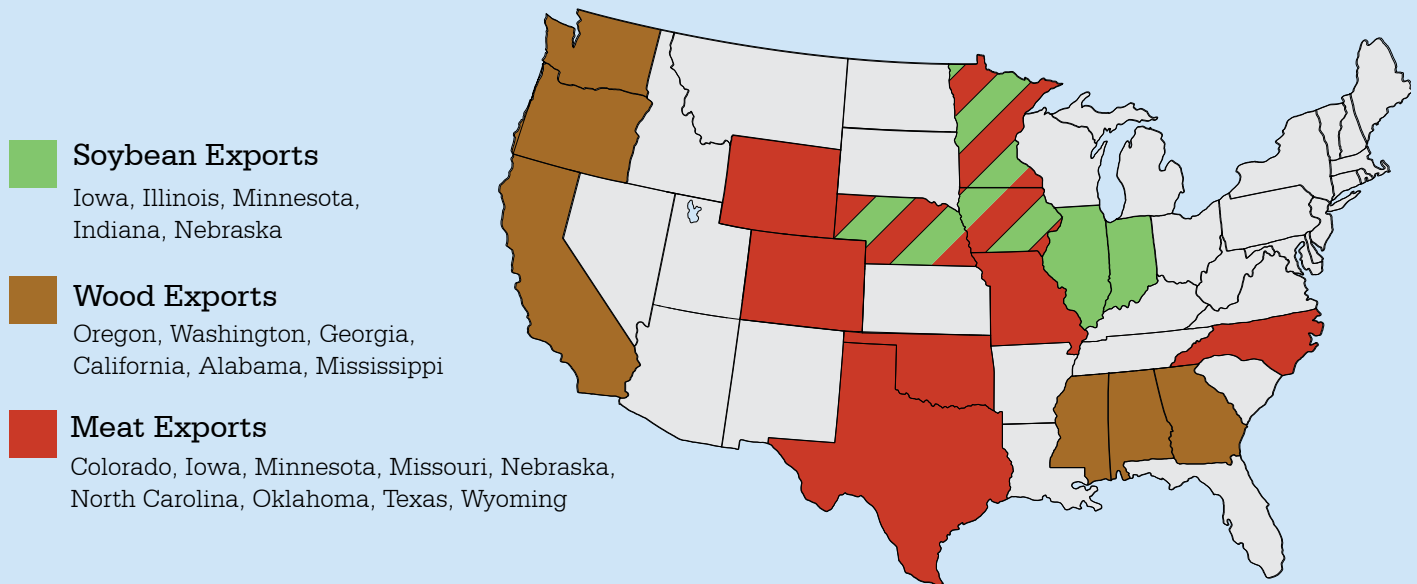 Soybean Exports
Iowa, Illinois, Minnesota,
Indiana, Nebraska
Wood Exports
Oregon, Washington, Georgia,
California, Alabama, Mississippi
Meat Exports
Colorado, Iowa, Minnesota, Missouri, Nebraska,
North Carolina, Oklahoma, Texas, Wyoming